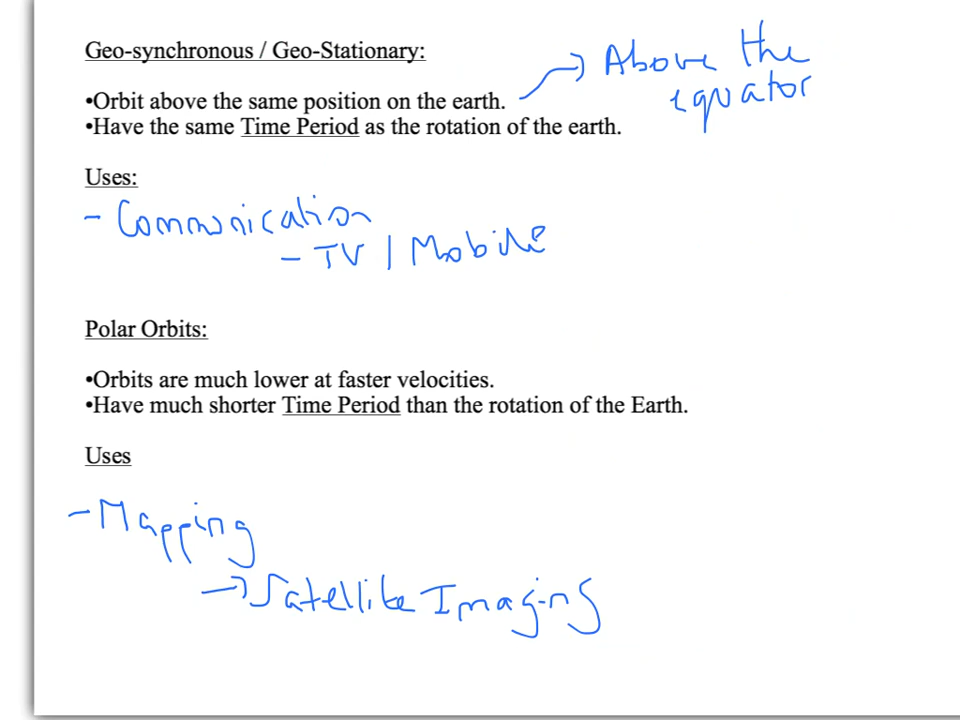 Geo-synchronous / Geo-Stationary:
•Orbit above the same position on the earth. → Above the
equator
•Have the same Time Period as the rotation of the earth.
Uses:
- Communication
- TV / Mobile
Polar Orbits:
•Orbits are much lower at faster velocities.
•Have much shorter Time Period than the rotation of the Earth.
Uses
- Mapping
→ Satellite Imaging